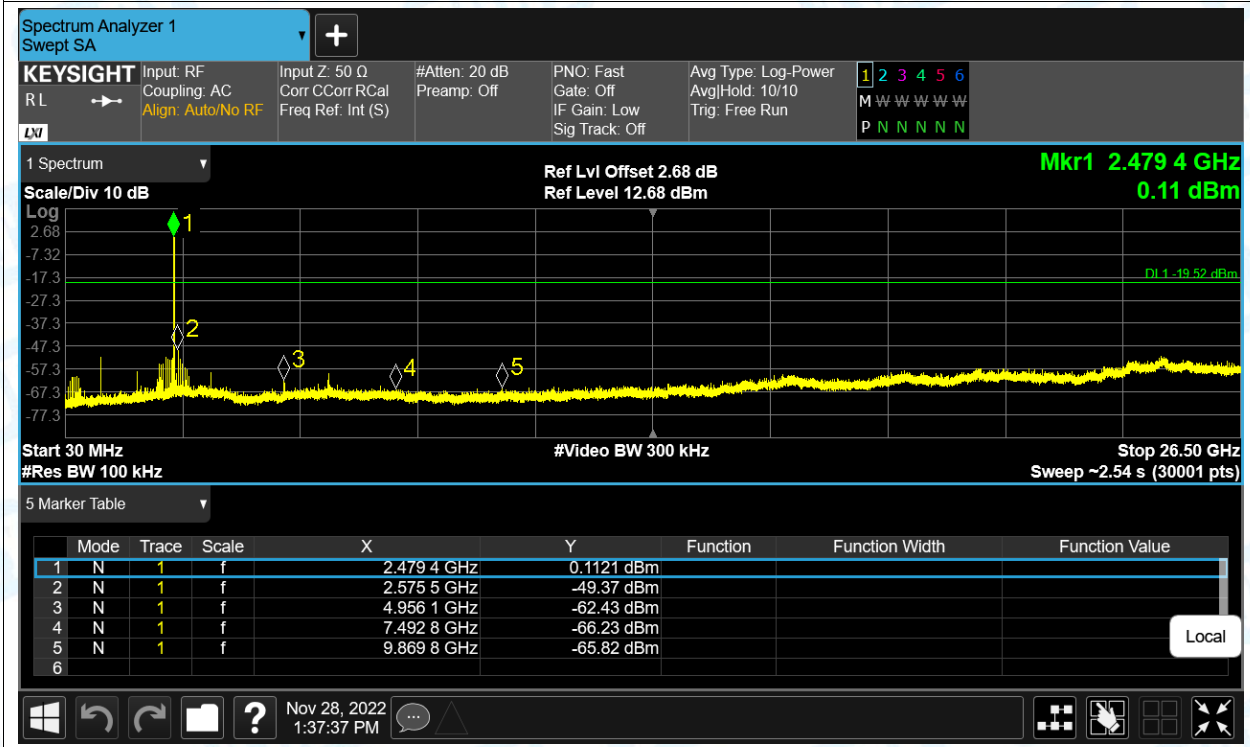 Spectrum Analyzer 1
Swept SA
KEYSIGHT
R L
LXI
Input: RF
Coupling: AC
Align: Auto/No RF
Input Z: 50 Ω
Corr CCorr RCal
Freq Ref: Int (S)
#Atten: 20 dB
Preamp: Off
PNO: Fast
Gate: Off
IF Gain: Low
Sig Track: Off
Avg Type: Log-Power
Avg|Hold: 10/10
Trig: Free Run
1 2 3 4 5 6
M W W W W W
P N N N N N
1 Spectrum
Scale/Div 10 dB
Ref Lvl Offset 2.68 dB
Ref Level 12.68 dBm
Mkr1 2.479 4 GHz
0.11 dBm
Log
2.68
-7.32
-17.3
-27.3
-37.3
-47.3
-57.3
-67.3
-77.3
1
2
3
4
5
DL1 -19.52 dBm
Start 30 MHz
#Video BW 300 kHz
Stop 26.50 GHz
#Res BW 100 kHz
Sweep ~2.54 s (30001 pts)
5 Marker Table
Mode Trace Scale X Y Function Function Width Function Value
1 N 1 f 2.479 4 GHz 0.1121 dBm
2 N 1 f 2.575 5 GHz -49.37 dBm
3 N 1 f 4.956 1 GHz -62.43 dBm
4 N 1 f 7.492 8 GHz -66.23 dBm
5 N 1 f 9.869 8 GHz -65.82 dBm
6
Local
?
Nov 28, 2022
1:37:37 PM